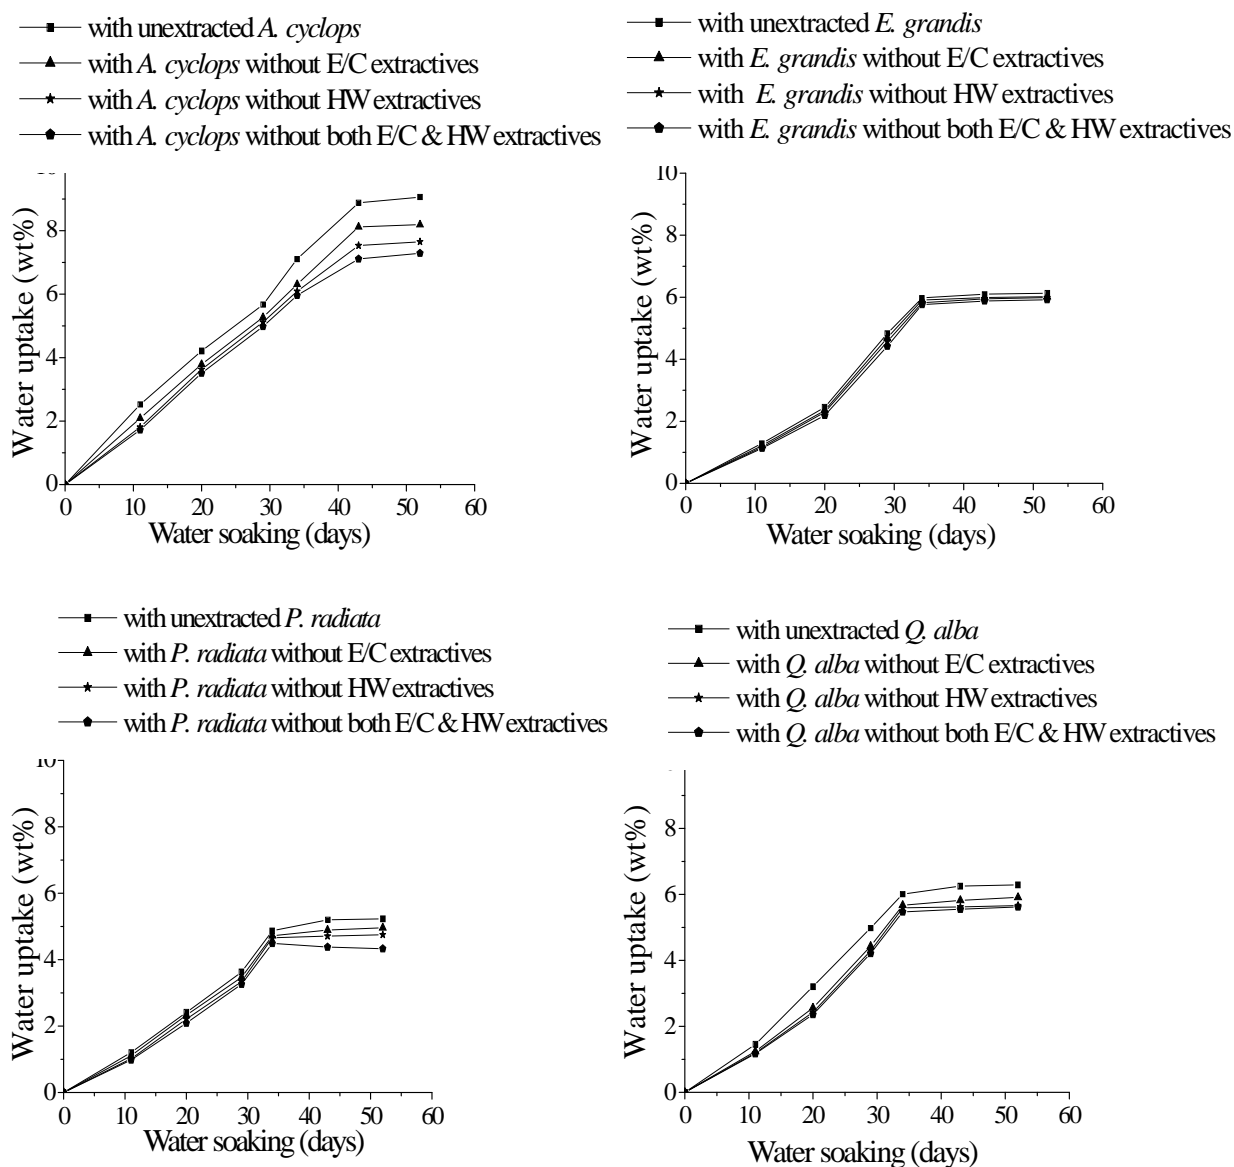 with unextracted A. cyclops
with A. cyclops without E/C extractives
with A. cyclops without HW extractives
with A. cyclops without both E/C & HW extractives
with unextracted E. grandis
with E. grandis without E/C extractives
with E. grandis without HW extractives
with E. grandis without both E/C & HW extractives
10
8
6
4
2
0
Water uptake (wt%)
0 10 20 30 40 50 60
Water soaking (days)
10
8
6
4
2
0
Water uptake (wt%)
0 10 20 30 40 50 60
Water soaking (days)
with unextracted P. radiata
with P. radiata without E/C extractives
with P. radiata without HW extractives
with P. radiata without both E/C & HW extractives
with unextracted Q. alba
with Q. alba without E/C extractives
with Q. alba without HW extractives
with Q. alba without both E/C & HW extractives
10
8
6
4
2
0
Water uptake (wt%)
0 10 20 30 40 50 60
Water soaking (days)
8
6
4
2
0
Water uptake (wt%)
0 10 20 30 40 50 60
Water soaking (days)